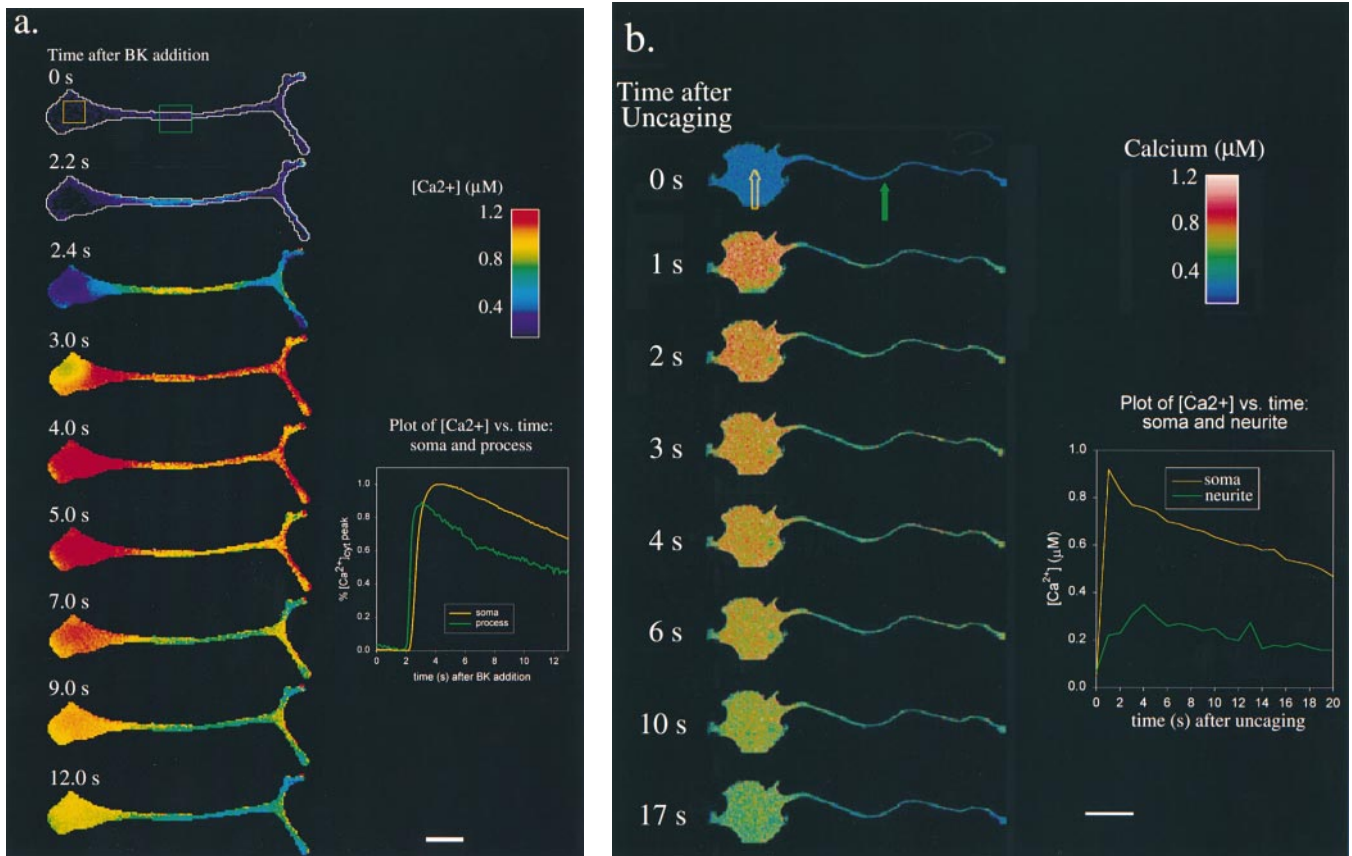 a.
Time after BK addition
0 s
2.2 s
2.4 s
3.0 s
4.0 s
5.0 s
7.0 s
9.0 s
12.0 s
[Ca2+] (μM)
1.2
0.8
0.4
Plot of [Ca2+] vs. time:
soma and process
% [Ca²⁺]cyt peak
1.0
0.8
0.6
0.4
0.2
0.0
soma
process
0 2 4 6 8 10 12
time (s) after BK addition
b.
Time after
Uncaging
0 s
1 s
2 s
3 s
4 s
6 s
10 s
17 s
Calcium (μM)
1.2
0.8
0.4
Plot of [Ca2+] vs. time:
soma and neurite
[Ca²⁺] (μM)
1.0
0.8
0.6
0.4
0.2
0.0
soma
neurite
0 2 4 6 8 10 12 14 16 18 20
time (s) after uncaging